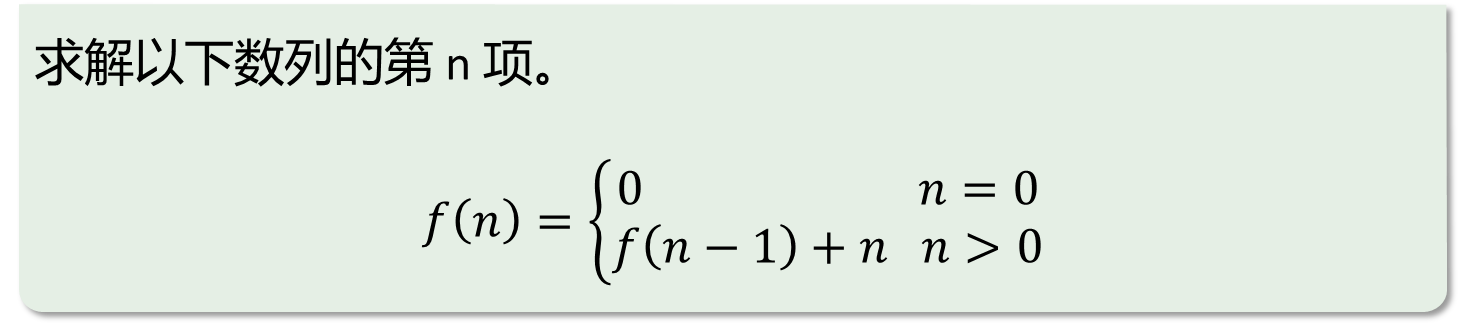 求解以下数列的第 n 项。
f(n) = {0 n = 0
f(n − 1) + n n > 0